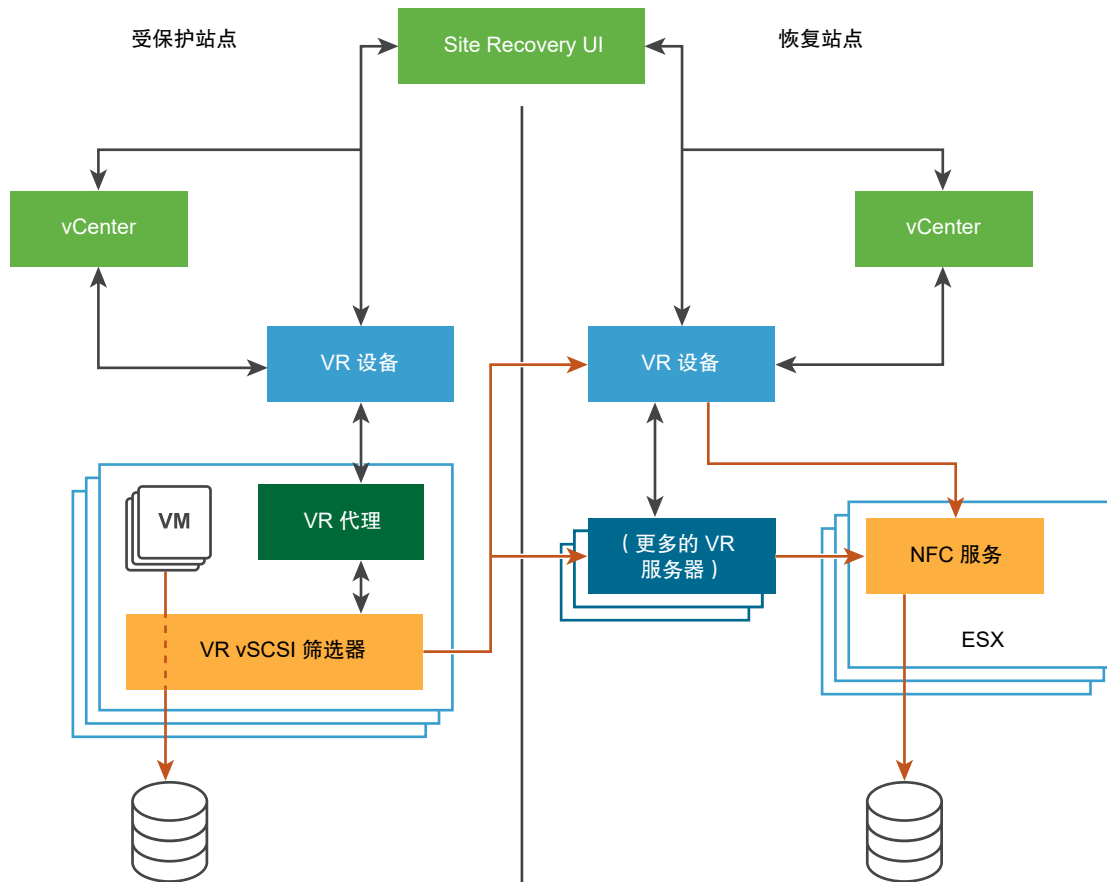 受保护站点
Site Recovery UI
恢复站点
vCenter
vCenter
VR 设备
VR 设备
VM
VR 代理
（更多的 VR
服务器）
NFC 服务
VR vSCSI 筛选器
ESX